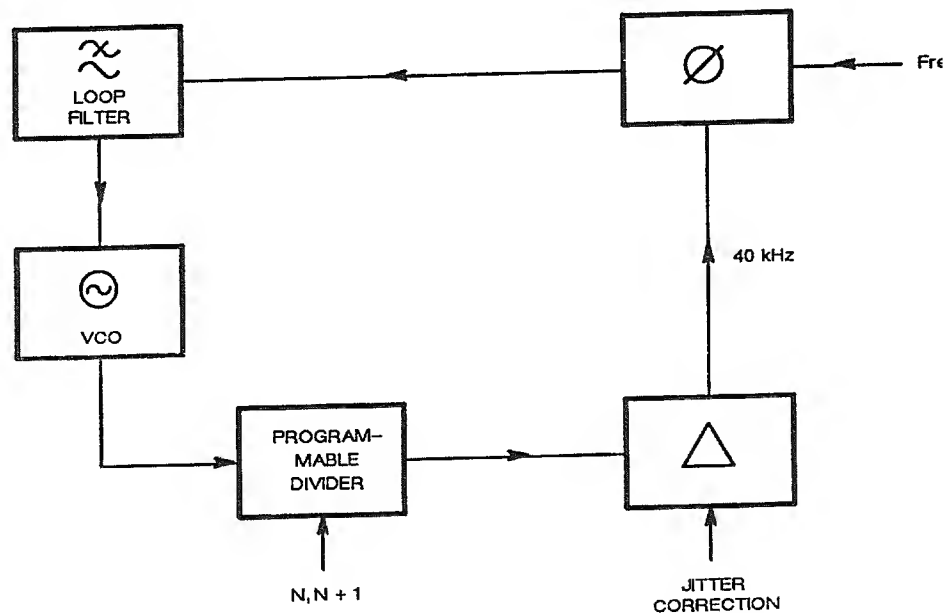 LOOP
FILTER
Fre
40 kHz
VCO
PROGRAM-
MABLE
DIVIDER
N, N + 1
JITTER
CORRECTION